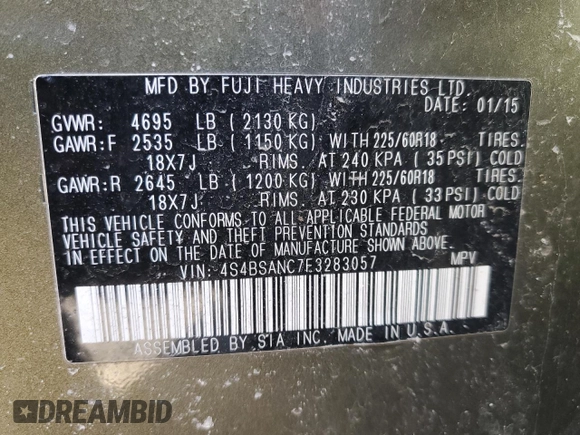 MFD BY FUJI HEAVY INDUSTRIES LTD.
DATE: 01/15
GVWR: 4695 LB ( 2130 KG)
GAWR:F 2535 LB ( 1150 KG) WITH 225/60R18 TIRES.
18X7J RIMS. AT 240 KPA ( 35 PSI) COLD
GAWR:R 2645 LB ( 1200 KG) WITH 225/60R18 TIRES.
18X7J RIMS. AT 230 KPA ( 33 PSI) COLD
THIS VEHICLE CONFORMS TO ALL APPLICABLE FEDERAL MOTOR
VEHICLE SAFETY AND THEFT PREVENTION STANDARDS
IN EFFECT ON THE DATE OF MANUFACTURE SHOWN ABOVE.
VIN: 4S4BSANC7E3283057 MPV
ASSEMBLED BY SIA INC. MADE IN U.S.A.
DREAMBID